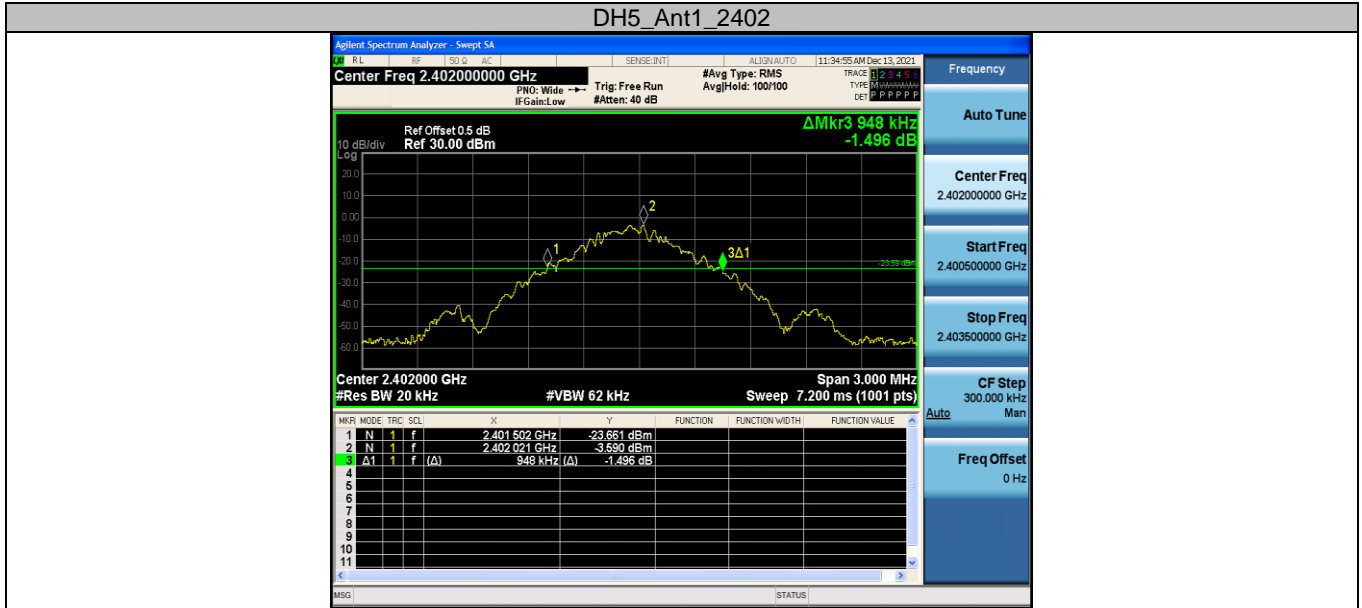 DH5_Ant1_2402
Agilent Spectrum Analyzer - Swept SA
RL RF 50 Ω AC SENSE:INT ALIGNAUTO 11:34:55 AM Dec 13, 2021
Center Freq 2.402000000 GHz
PNO: Wide
IFGain:Low
Trig: Free Run
#Atten: 40 dB
#Avg Type: RMS
Avg|Hold: 100/100
TRACE 1 2 3 4 5 6
TYPE M
DET P P P P P P
ΔMkr3 948 kHz
-1.496 dB
Ref Offset 0.5 dB
10 dB/div Ref 30.00 dBm
Log
20.0
10.0
0.00
-10.0
-20.0
-30.0
-40.0
-50.0
-60.0
1
2
3Δ1
-23.59 dBm
Center 2.402000 GHz Span 3.000 MHz
#Res BW 20 kHz #VBW 62 kHz Sweep 7.200 ms (1001 pts)
MKR MODE TRC SCL X Y FUNCTION FUNCTION WIDTH FUNCTION VALUE
1 N 1 f 2.401 502 GHz -23.661 dBm
2 N 1 f 2.402 021 GHz -3.590 dBm
3 Δ1 1 f (Δ) 948 kHz (Δ) -1.496 dB
4
5
6
7
8
9
10
11
MSG STATUS
Frequency
Auto Tune
Center Freq
2.402000000 GHz
Start Freq
2.400500000 GHz
Stop Freq
2.403500000 GHz
CF Step
300.000 kHz
Auto Man
Freq Offset
0 Hz